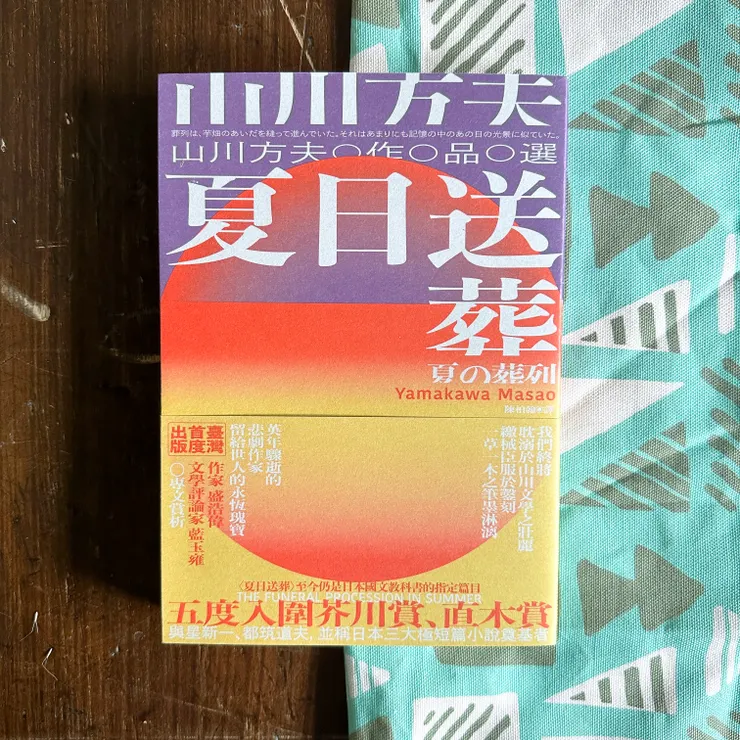 山川方夫
葬列は、芋畑のあいだを縫って進んでいた。それはあまりにも記憶の中のあの日の光景に似ていた。
山川方夫○作○品○選
夏日送
葬
夏の葬列
Yamakawa Masao
我們終將
耽溺於山川文學之壯麗
繳械臣服於鑿刻
一草一木之筆墨淋漓
英年驟逝的
悲劇作家
留給世人的永恆瑰寶
臺灣
首度
出版
作家 盛浩偉
文學評論家 藍玉雍
○專文賞析
〈夏日送葬〉至今仍是日本國文教科書的指定篇目
THE FUNERAL PROCESSION IN SUMMER
五度入圍芥川賞、直木賞
與星新一、都筑道夫，並稱日本三大極短篇小說奠基者